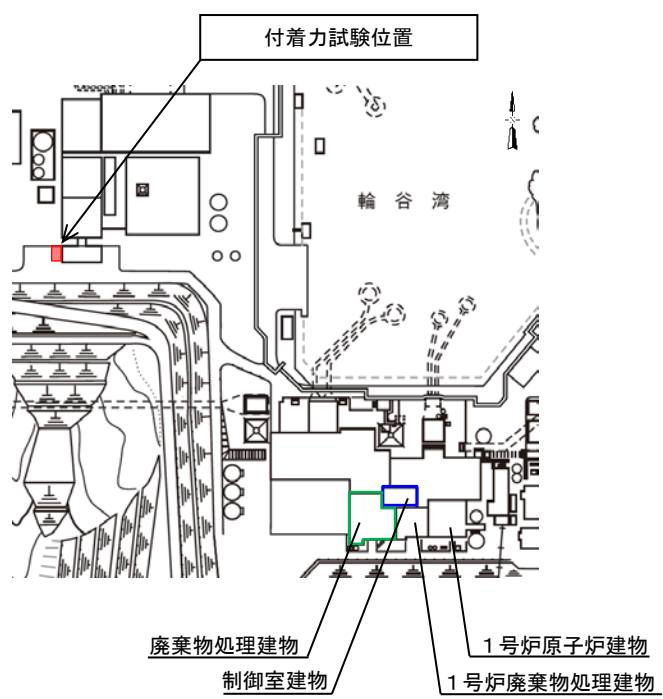 付着力試験位置
輪谷湾
廃棄物処理建物
１号炉原子炉建物
制御室建物
１号炉廃棄物処理建物